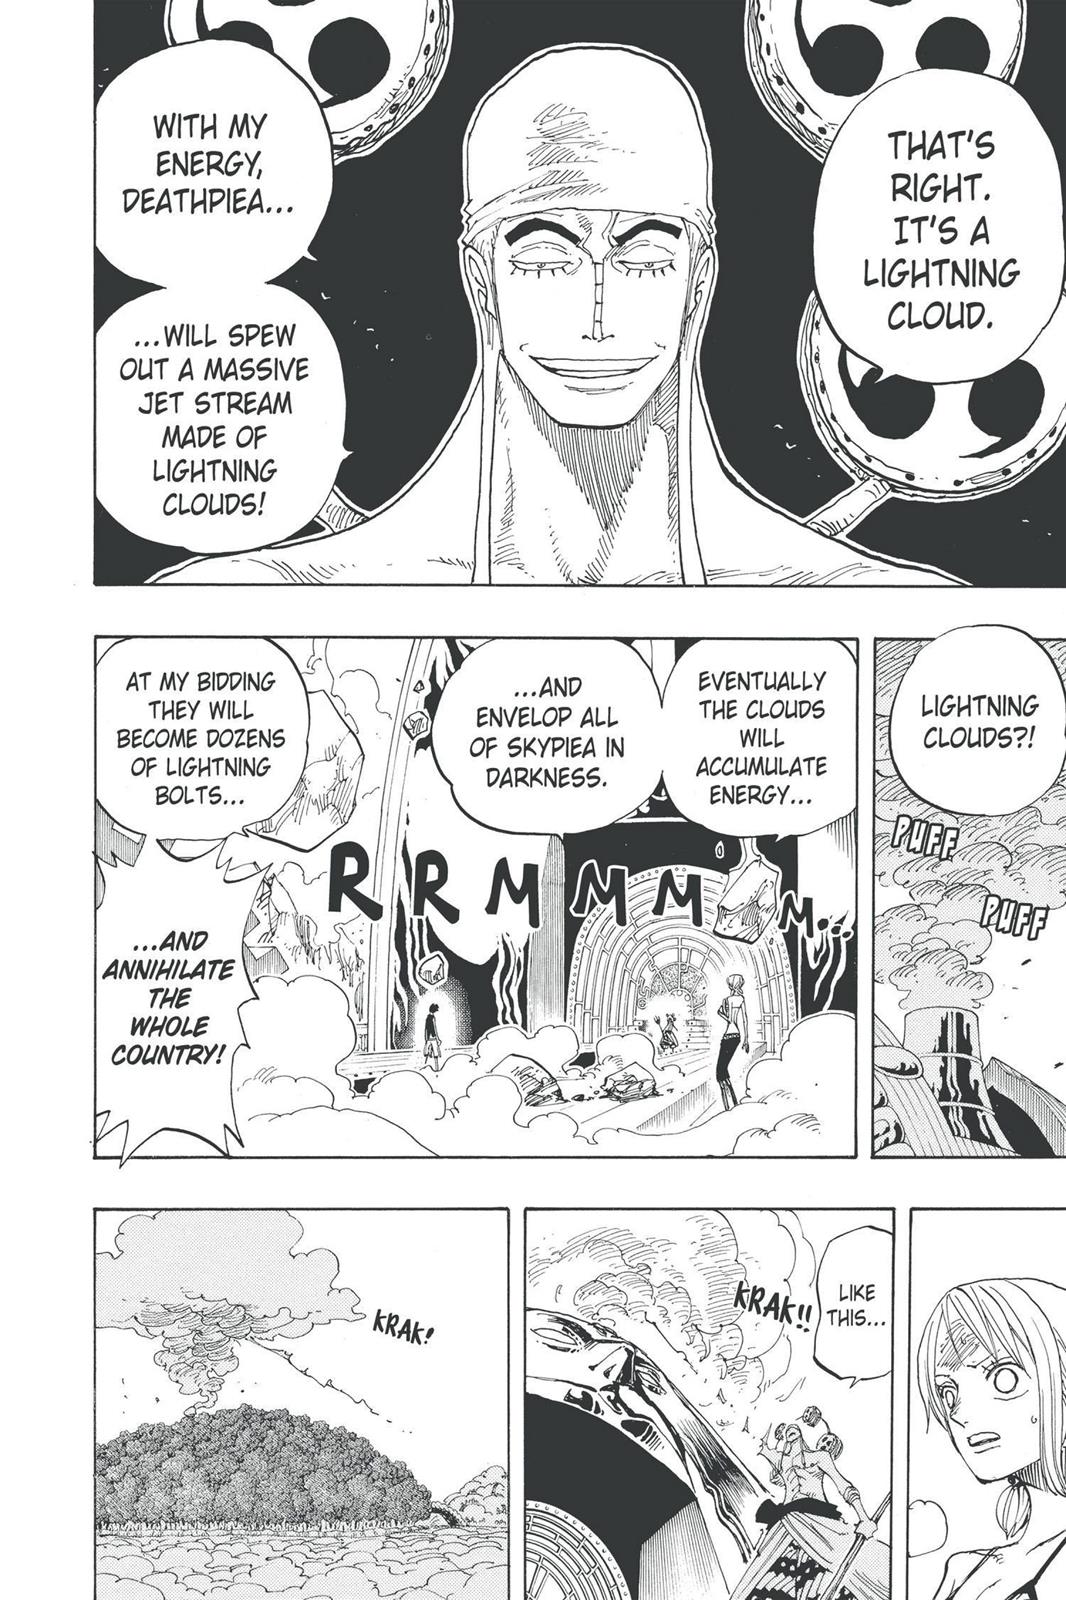 THAT'S
RIGHT.
IT'S A
LIGHTNING
CLOUD.
WITH MY
ENERGY,
DEATHPIEA...
...WILL SPEW
OUT A MASSIVE
JET STREAM
MADE OF
LIGHTNING
CLOUDS!
LIGHTNING
CLOUDS?!
PUFF
PUFF
EVENTUALLY
THE CLOUDS
WILL
ACCUMULATE
ENERGY...
...AND
ENVELOP ALL
OF SKYPIEA IN
DARKNESS.
AT MY BIDDING
THEY WILL
BECOME DOZENS
OF LIGHTNING
BOLTS...
RRMMMMM...
...AND
ANNIHILATE
THE
WHOLE
COUNTRY!
LIKE
THIS...
KRAK!!
KRAK!